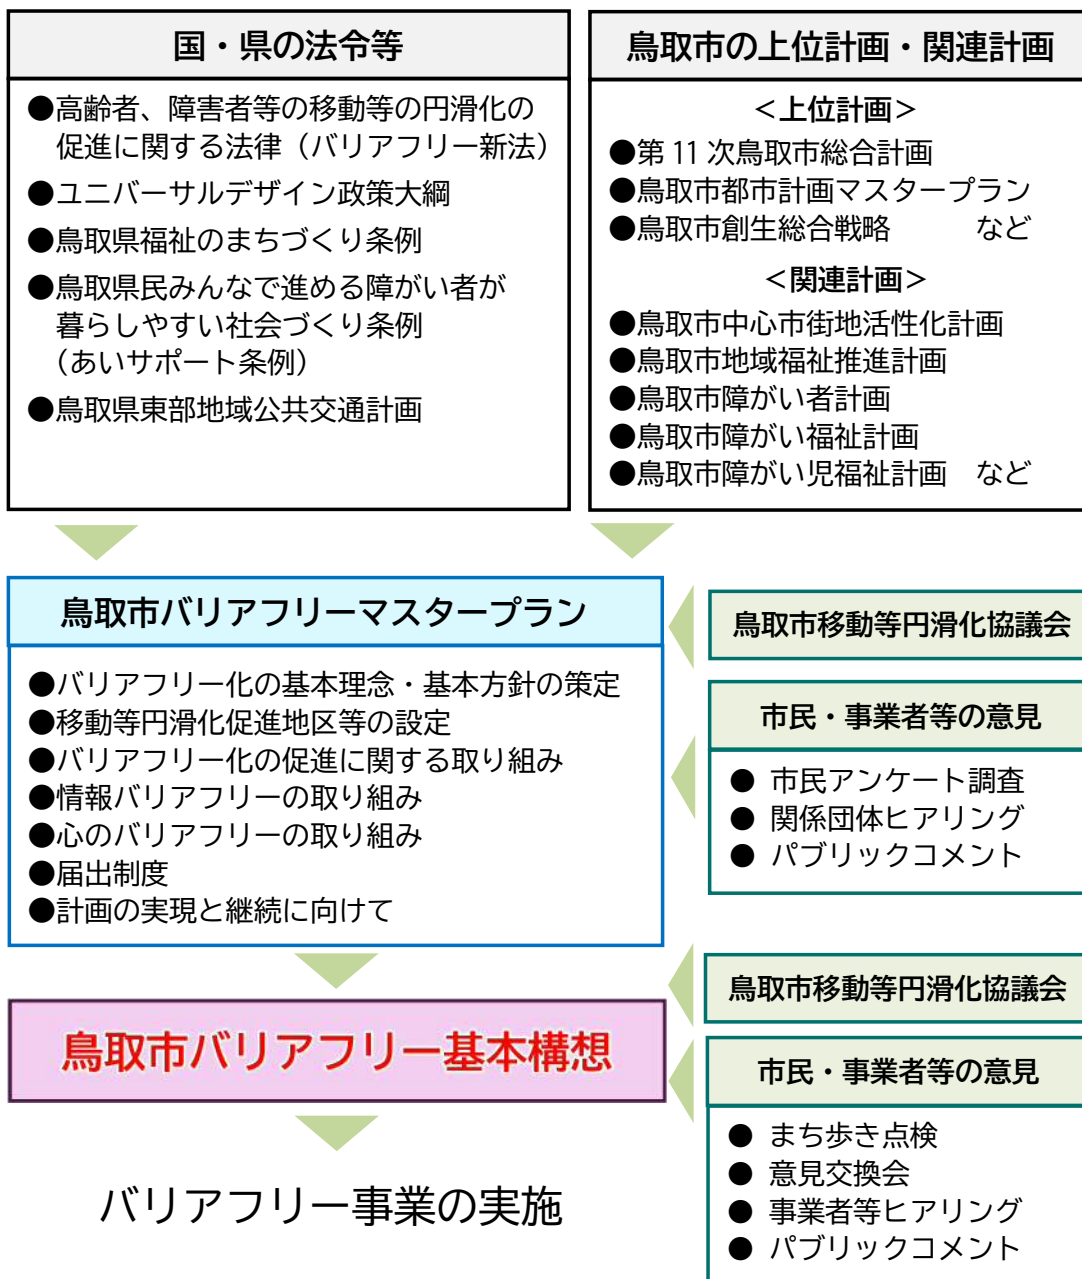 国・県の法令等
●高齢者、障害者等の移動等の円滑化の
促進に関する法律（バリアフリー新法）
●ユニバーサルデザイン政策大綱
●鳥取県福祉のまちづくり条例
●鳥取県民みんなで進める障がい者が
暮らしやすい社会づくり条例
（あいサポート条例）
●鳥取県東部地域公共交通計画
鳥取市の上位計画・関連計画
＜上位計画＞
●第 11 次鳥取市総合計画
●鳥取市都市計画マスタープラン
●鳥取市創生総合戦略　　　など
＜関連計画＞
●鳥取市中心市街地活性化計画
●鳥取市地域福祉推進計画
●鳥取市障がい者計画
●鳥取市障がい福祉計画
●鳥取市障がい児福祉計画　など
鳥取市バリアフリーマスタープラン
●バリアフリー化の基本理念・基本方針の策定
●移動等円滑化促進地区等の設定
●バリアフリー化の促進に関する取り組み
●情報バリアフリーの取り組み
●心のバリアフリーの取り組み
●届出制度
●計画の実現と継続に向けて
鳥取市移動等円滑化協議会
市民・事業者等の意見
● 市民アンケート調査
● 関係団体ヒアリング
● パブリックコメント
鳥取市バリアフリー基本構想
鳥取市移動等円滑化協議会
市民・事業者等の意見
● まち歩き点検
● 意見交換会
● 事業者等ヒアリング
● パブリックコメント
バリアフリー事業の実施